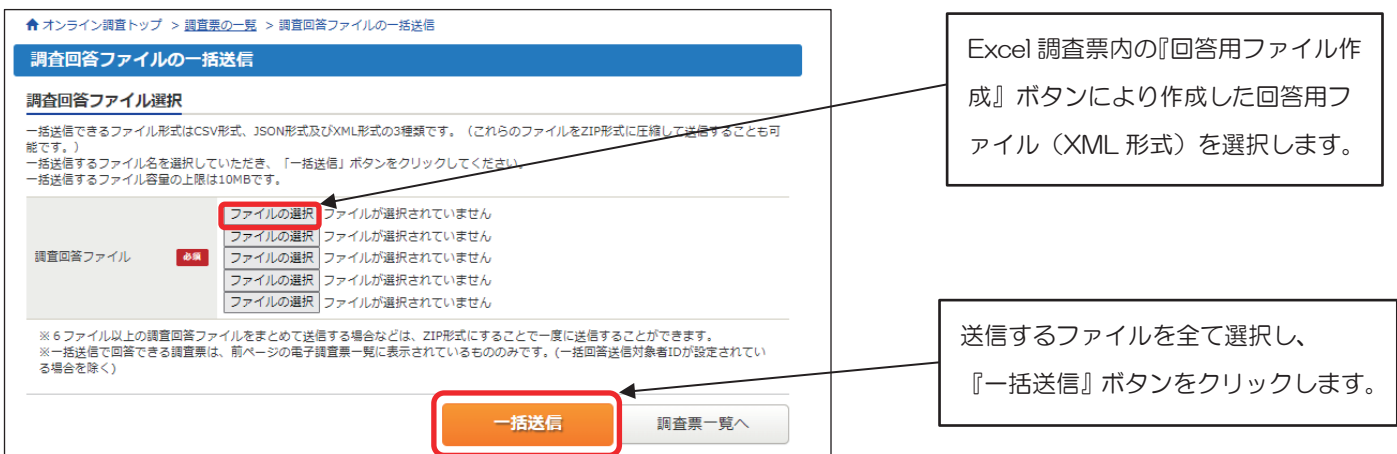 オンライン調査トップ > 調査票の一覧 > 調査回答ファイルの一括送信
調査回答ファイルの一括送信
調査回答ファイル選択
一括送信できるファイル形式はCSV形式、JSON形式及びXML形式の3種類です。（これらのファイルをZIP形式に圧縮して送信することも可
能です。）
一括送信するファイル名を選択していただき、「一括送信」ボタンをクリックしてください。
一括送信するファイル容量の上限は10MBです。
調査回答ファイル 必須
ファイルの選択 ファイルが選択されていません
ファイルの選択 ファイルが選択されていません
ファイルの選択 ファイルが選択されていません
ファイルの選択 ファイルが選択されていません
ファイルの選択 ファイルが選択されていません
※６ファイル以上の調査回答ファイルをまとめて送信する場合などは、ZIP形式にすることで一度に送信することができます。
※一括送信で回答できる調査票は、前ページの電子調査票一覧に表示されているもののみです。(一括回答送信対象者IDが設定されてい
る場合を除く)
一括送信 調査票一覧へ
Excel 調査票内の『回答用ファイル作
成』ボタンにより作成した回答用フ
ァイル（XML 形式）を選択します。
送信するファイルを全て選択し、
『一括送信』ボタンをクリックします。